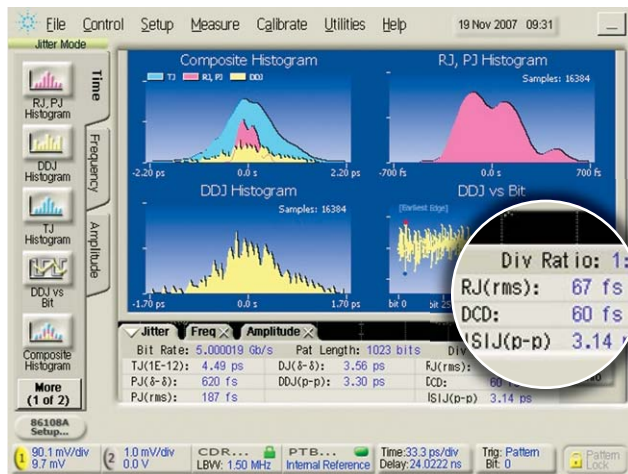 File Control Setup Measure Calibrate Utilities Help 19 Nov 2007 09:31
Jitter Mode
RJ, PJ Histogram
DDJ Histogram
TJ Histogram
DDJ vs Bit
Composite Histogram
More (1 of 2)
86108A Setup...
Time
Frequency
Amplitude
Composite Histogram
TJ RJ, PJ DDJ
-2.20 ps 0.0 s 2.20 ps
RJ, PJ Histogram
Samples: 16384
-700 fs 0.0 s 700 fs
DDJ Histogram
Samples: 16384
-1.70 ps 0.0 s 1.70 ps
DDJ vs Bit
[Earliest Edge]
bit 0
Div Ratio: 1:
RJ(rms): 67 fs
DCD: 60 fs
ISIJ(p-p) 3.14
Jitter Freq Amplitude
Bit Rate: 5.000019 Gb/s Pat Length: 1023 bits Div
TJ(1E-12): 4.49 ps DJ(δ-δ): 3.56 ps RJ(rms):
PJ(δ-δ): 620 fs DDJ(p-p): 3.30 ps DCD: 60
PJ(rms): 187 fs ISIJ(p-p) 3.14 ps
1 90.1 mV/div 9.7 mV
2 1.0 mV/div 0.0 V
CDR... LBW: 1.50 MHz
PTB... Internal Reference
Time:33.3 ps/div Delay:24.0222 ns
Trig: Pattern Bit: 0
Pattern Lock